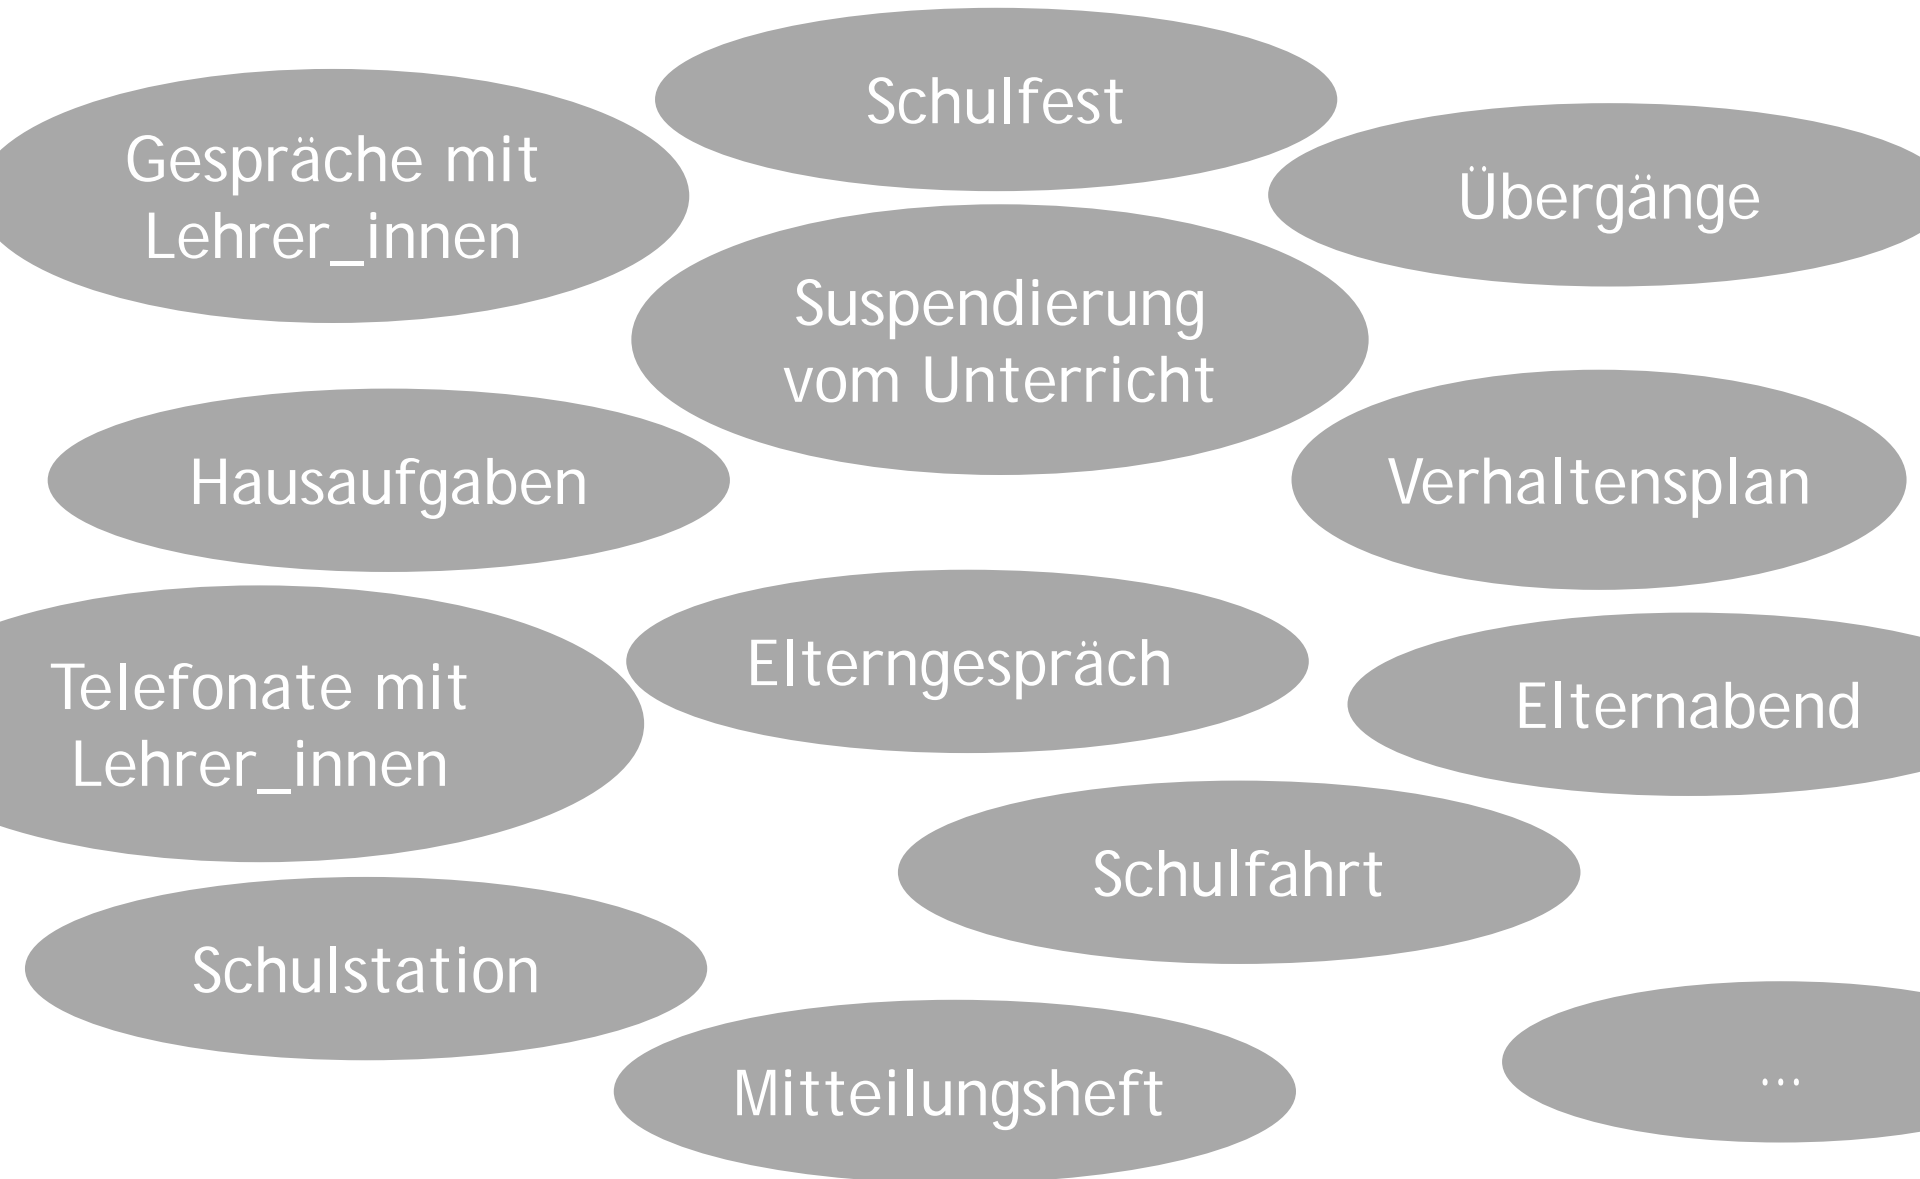 Schulfest
Gespräche mit
Lehrer_innen
Übergänge
Suspendierung
vom Unterricht
Hausaufgaben
Verhaltensplan
Telefonate mit
Lehrer_innen
Elterngespräch
Elternabend
Schulfahrt
Schulstation
Mitteilungsheft
...